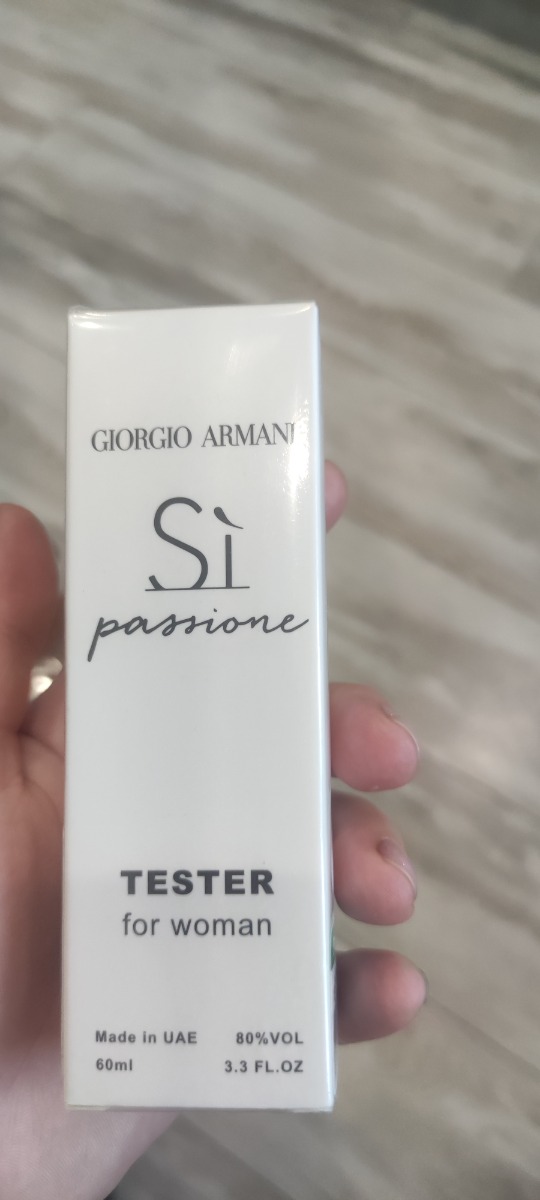 GIORGIO ARMANI
Sì
passione
TESTER
for woman
Made in UAE 80%VOL
60ml 3.3 FL.OZ